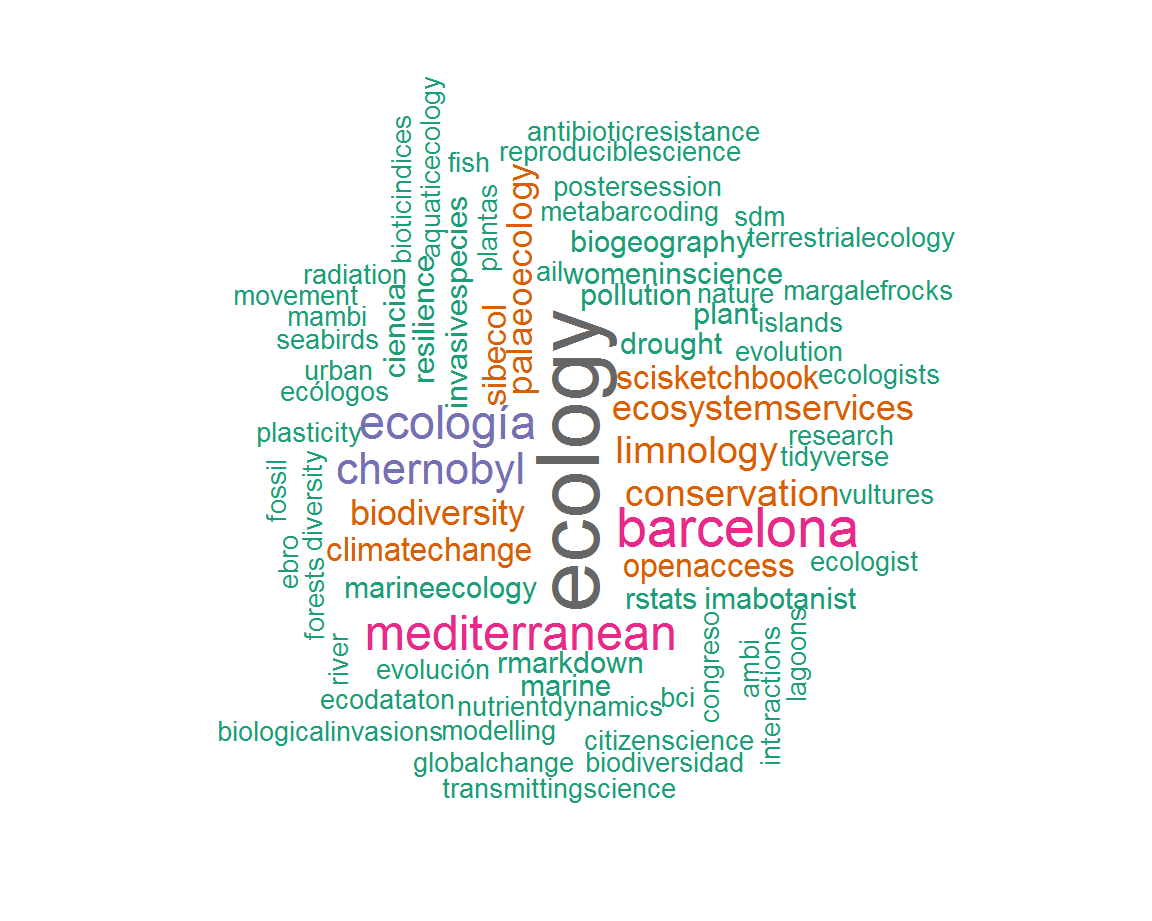 antibioticresistance
reproduciblescience
fish
bioticindices
aquaticecology
plantas
postersession
metabarcoding
sdm
biogeography
terrestrialecology
radiation
ail
womeninscience
movement
pollution
nature
margalefrocks
mambi
ciencia
resilience
invasivespecies
sibecol
palaeoecology
plant
islands
seabirds
drought
evolution
urban
scisketchbook
ecologists
ecólogos
ecosystemservices
ecología
ecology
plasticity
research
limnology
tidyverse
chernobyl
fossil
diversity
conservation
vultures
biodiversity
barcelona
climatechange
openaccess
ecologist
ebro
forests
marineecology
rstats
imabotanist
mediterranean
river
evolución
rmarkdown
marine
congreso
ambi
interactions
lagoons
ecodataton
nutrientdynamics
bci
biologicalinvasions
modelling
citizenscience
globalchange
biodiversidad
transmittingscience